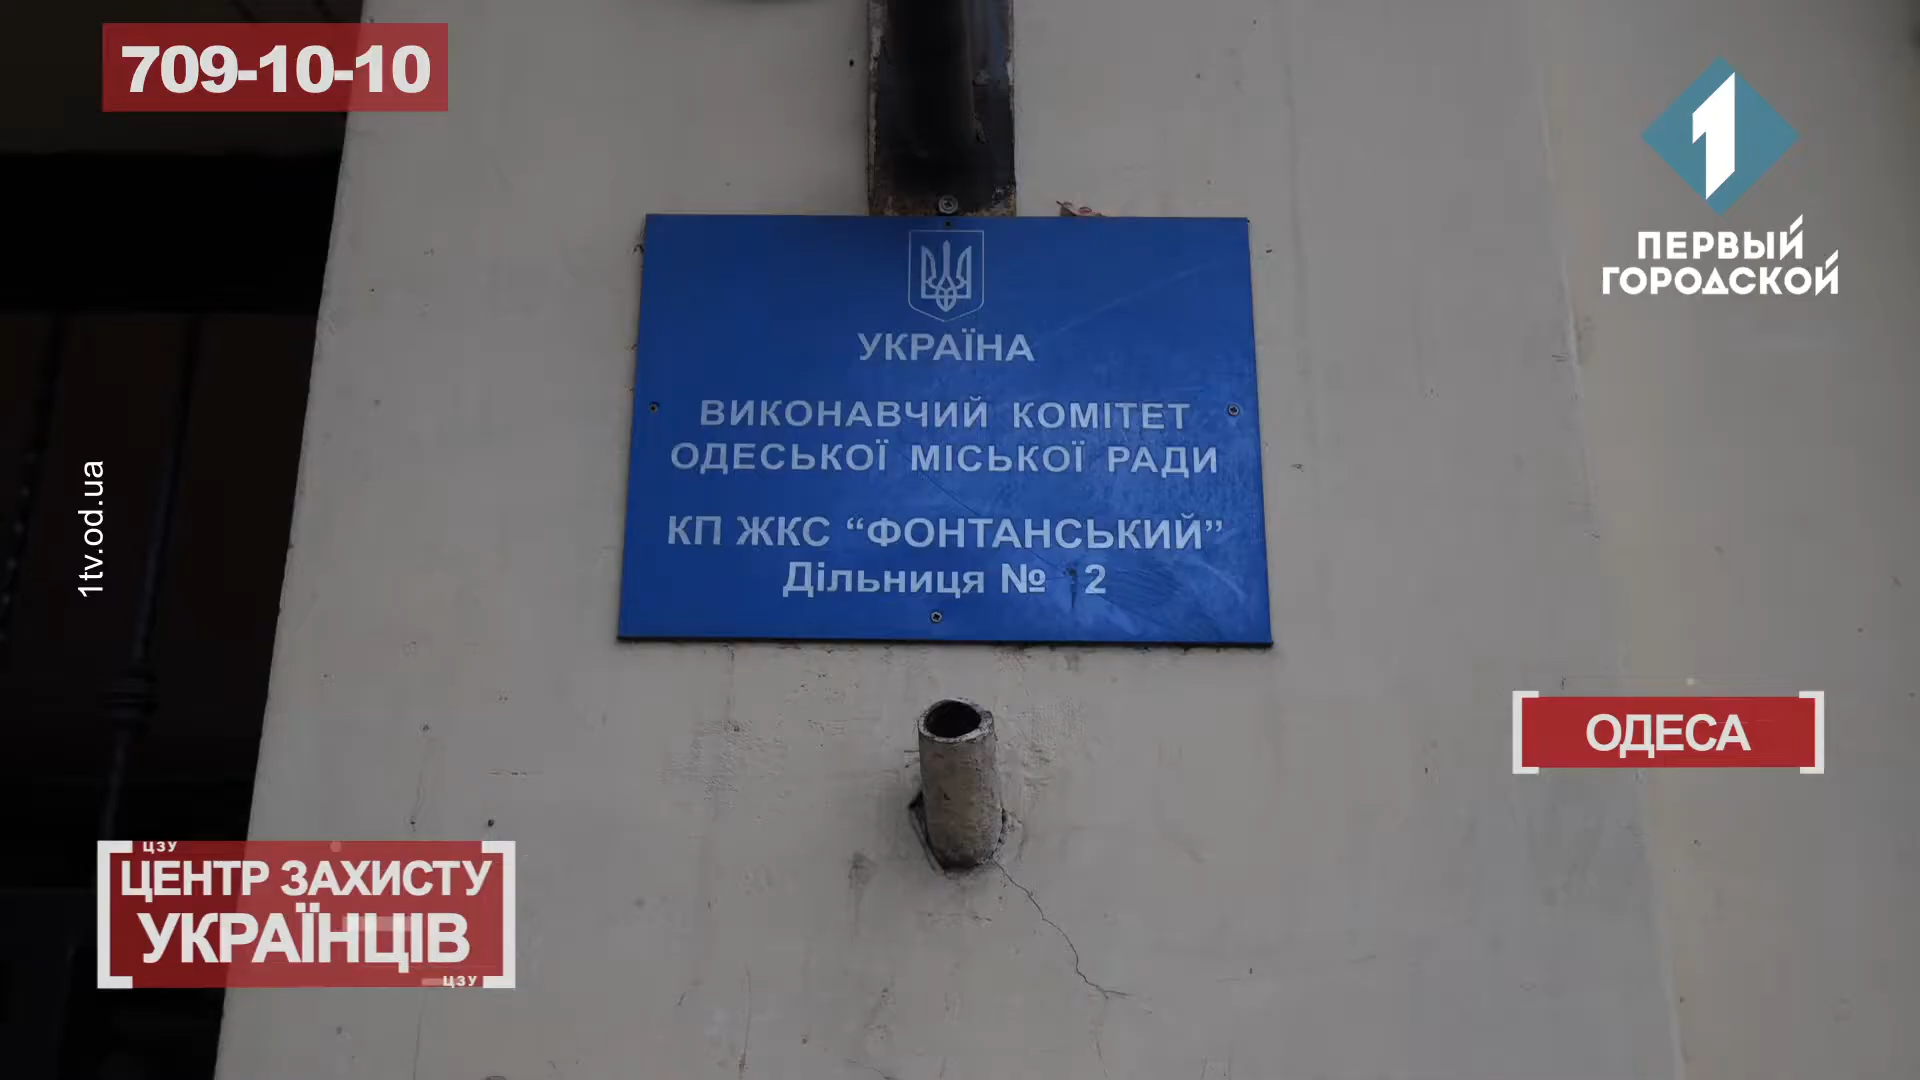 709-10-10
1
ПЕРВЫЙ
ГОРОДСКОЙ
УКРАЇНА
ВИКОНАВЧИЙ КОМІТЕТ
ОДЕСЬКОЇ МІСЬКОЇ РАДИ
КП ЖКС “ФОНТАНСЬКИЙ”
Дільниця № 2
1tv.od.ua
ОДЕСА
ЦЗУ
ЦЕНТР ЗАХИСТУ
УКРАЇНЦІВ
ЦЗУ